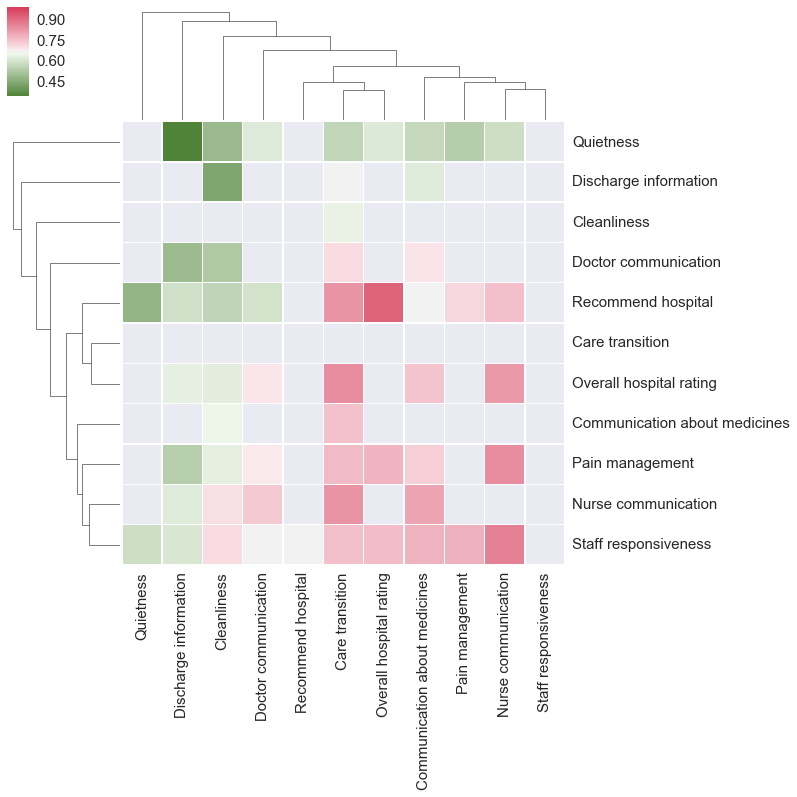 0.90
0.75
0.60
0.45
Quietness
Discharge information
Cleanliness
Doctor communication
Recommend hospital
Care transition
Overall hospital rating
Communication about medicines
Pain management
Nurse communication
Staff responsiveness
Quietness
Discharge information
Cleanliness
Doctor communication
Recommend hospital
Care transition
Overall hospital rating
Communication about medicines
Pain management
Nurse communication
Staff responsiveness